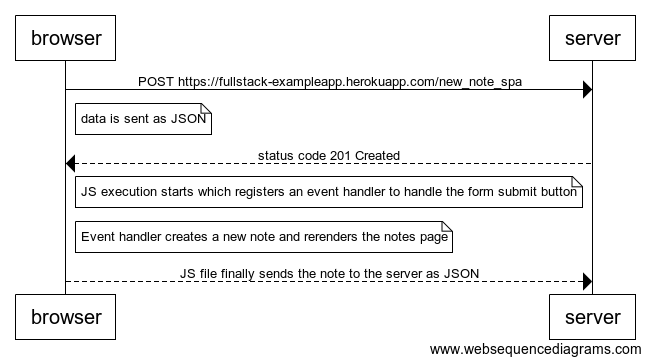 browser
server
POST https://fullstack-exampleapp.herokuapp.com/new_note_spa
data is sent as JSON
status code 201 Created
JS execution starts which registers an event handler to handle the form submit button
Event handler creates a new note and rerenders the notes page
JS file finally sends the note to the server as JSON
browser
server
www.websequencediagrams.com